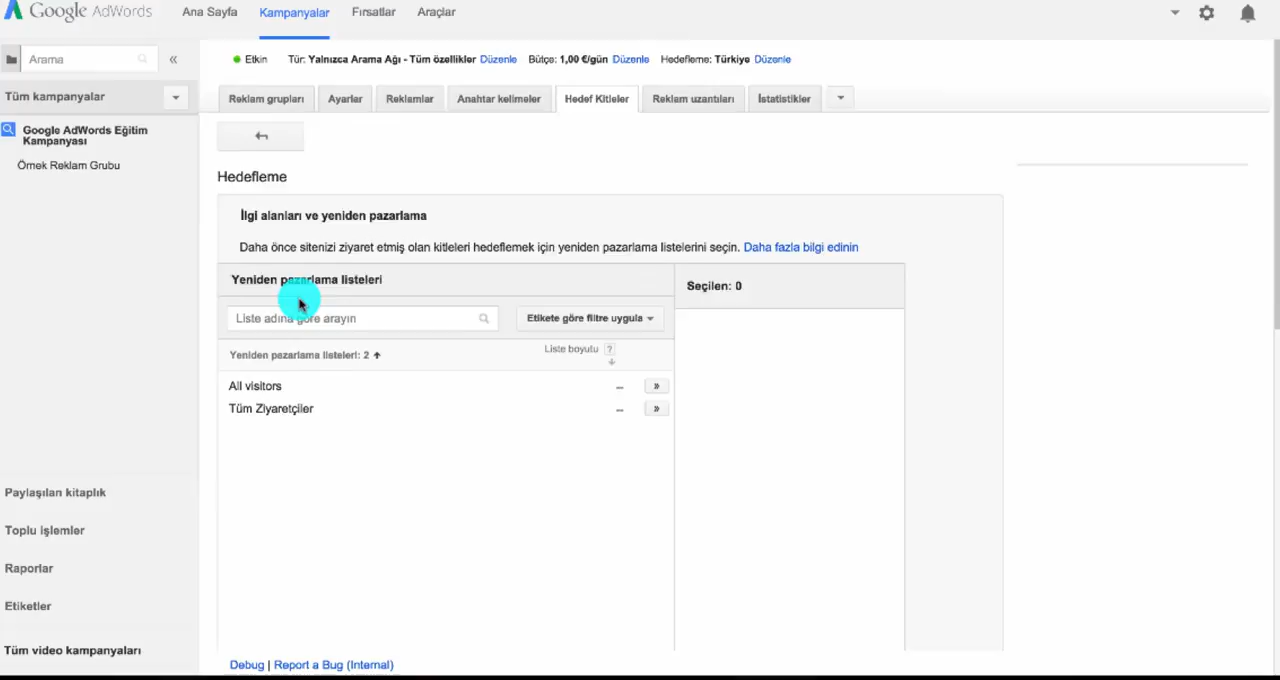 Google AdWords
Ana Sayfa Kampanyalar Fırsatlar Araçlar
Arama «
Etkin Tür: Yalnızca Arama Ağı - Tüm özellikler Düzenle Bütçe: 1,00 €/gün Düzenle Hedefleme: Türkiye Düzenle
Tüm kampanyalar
Reklam grupları Ayarlar Reklamlar Anahtar kelimeler Hedef Kitleler Reklam uzantıları İstatistikler
Google AdWords Eğitim
Kampanyası
Örnek Reklam Grubu
Hedefleme
İlgi alanları ve yeniden pazarlama
Daha önce sitenizi ziyaret etmiş olan kitleleri hedeflemek için yeniden pazarlama listelerini seçin. Daha fazla bilgi edinin
Yeniden pazarlama listeleri
Seçilen: 0
Liste adına göre arayın
Etikete göre filtre uygula
Yeniden pazarlama listeleri: 2
Liste boyutu ?
All visitors -- »
Tüm Ziyaretçiler -- »
Paylaşılan kitaplık
Toplu işlemler
Raporlar
Etiketler
Tüm video kampanyaları
Debug | Report a Bug (Internal)